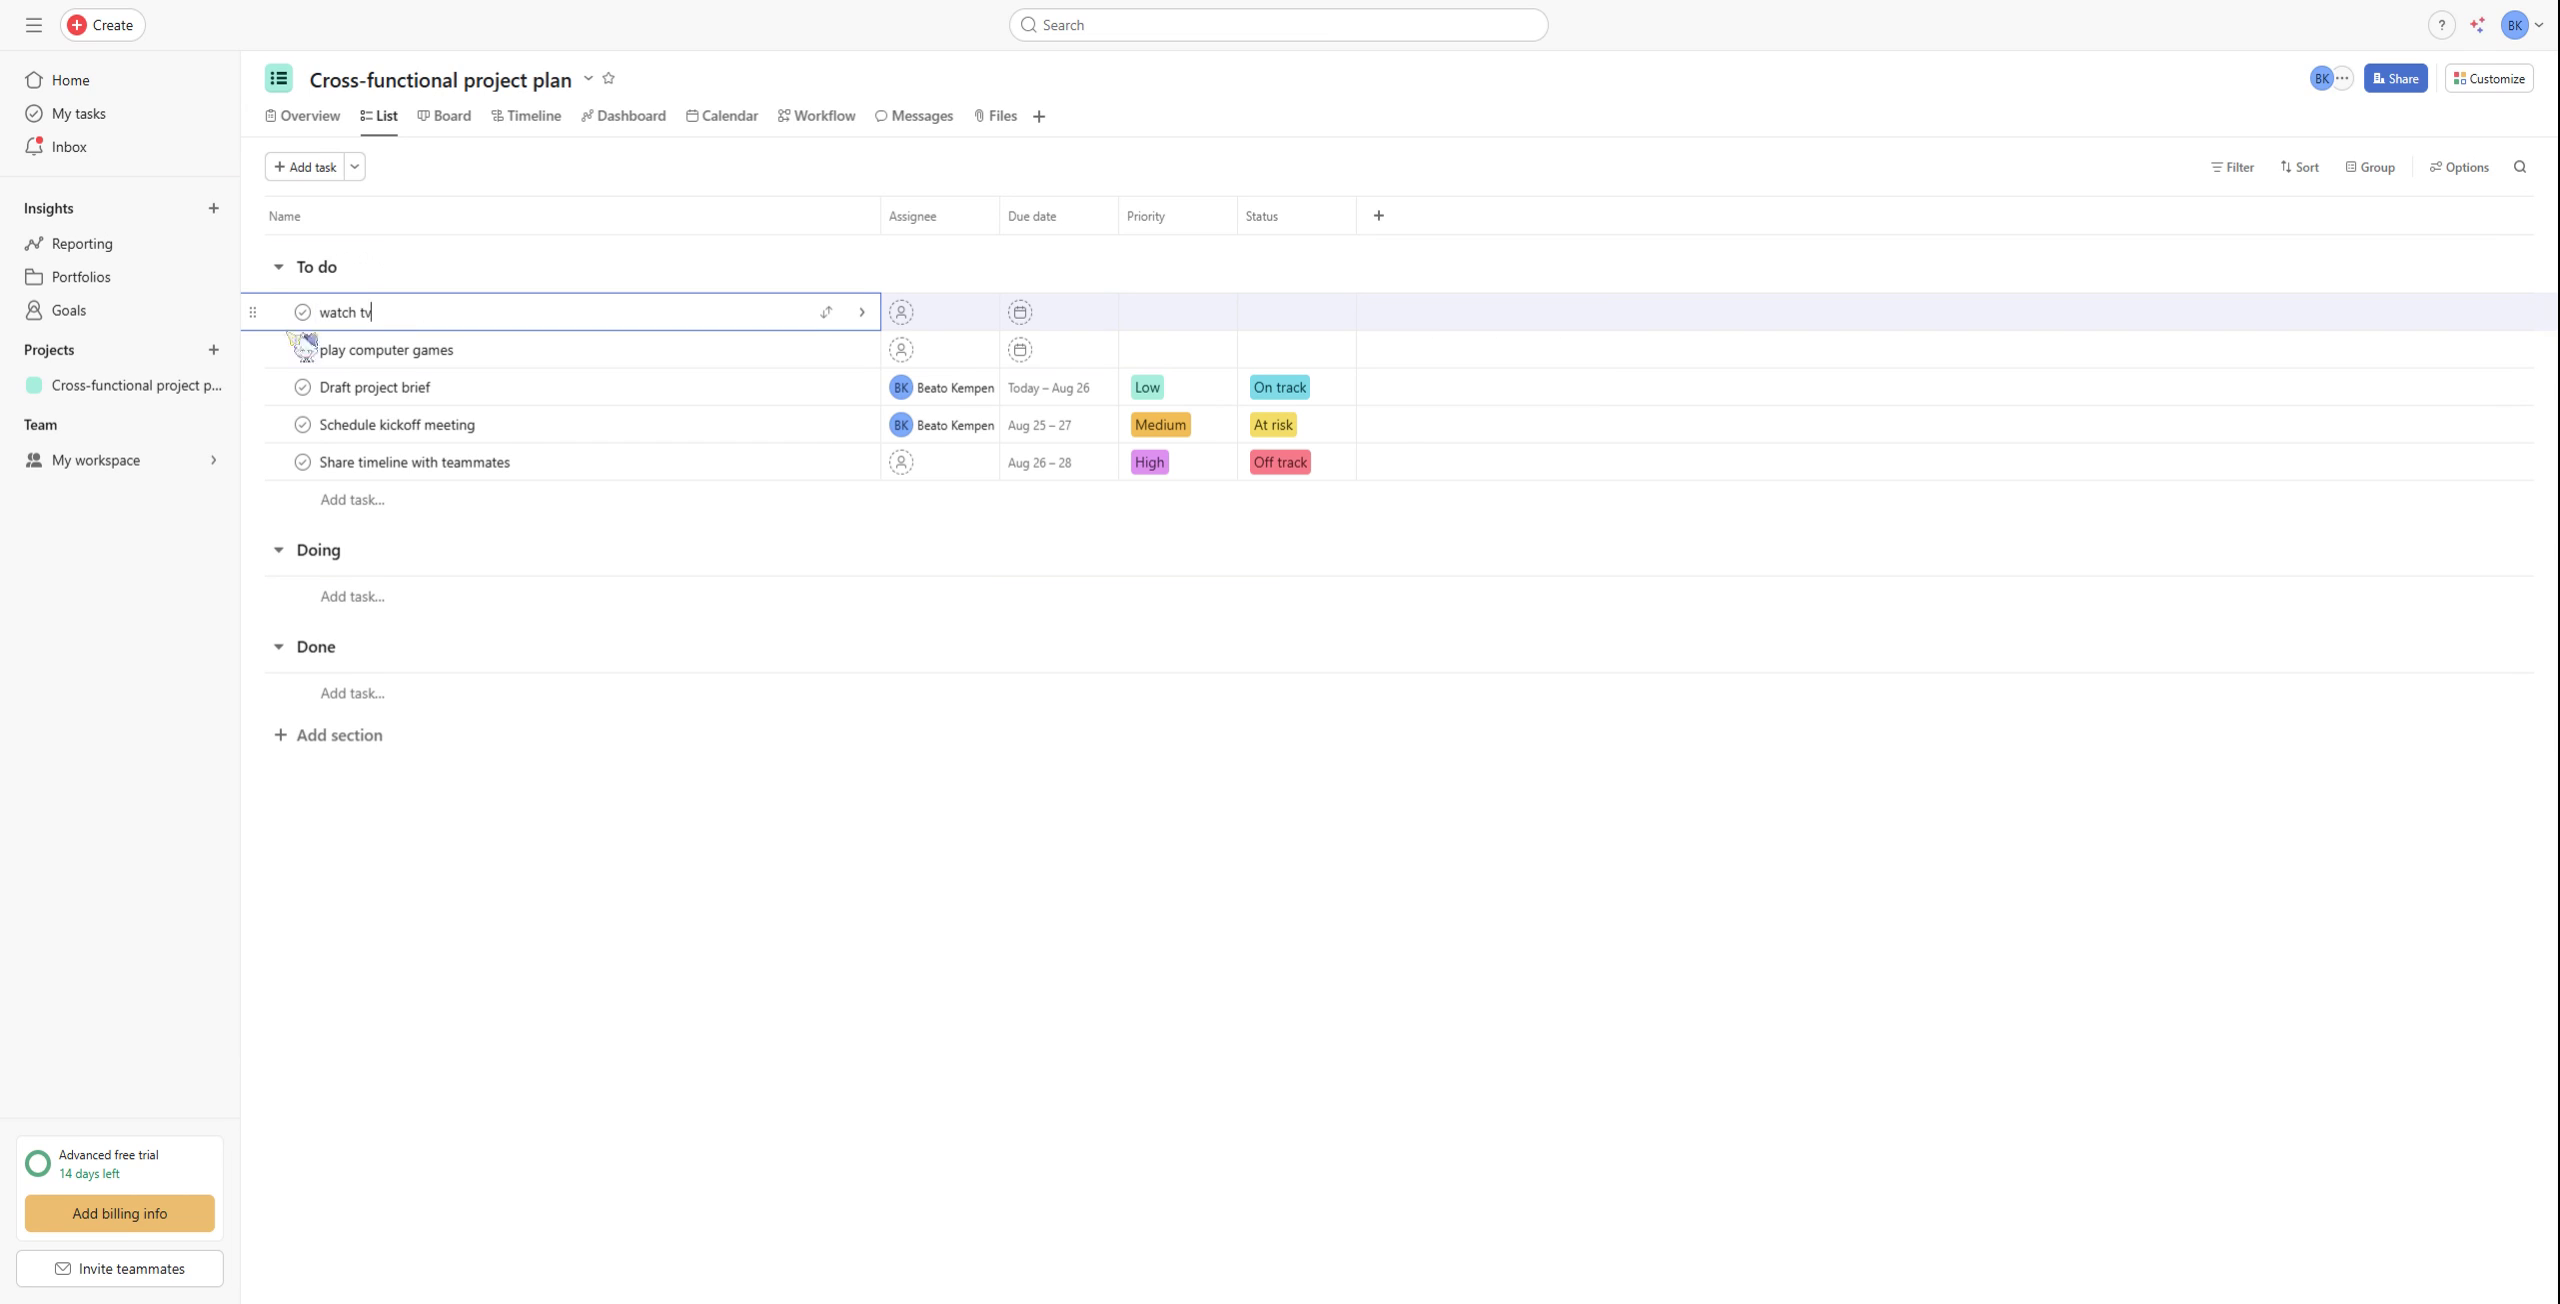 Create
Search
?
BK
Home
My tasks
Inbox
Insights
Reporting
Portfolios
Goals
Projects
Cross-functional project p...
Team
My workspace
Cross-functional project plan
BK
Share
Customize
Overview
List
Board
Timeline
Dashboard
Calendar
Workflow
Messages
Files
Add task
Filter
Sort
Group
Options
Name
Assignee
Due date
Priority
Status
To do
watch tv
play computer games
Draft project brief
BK Beato Kempen
Today – Aug 26
Low
On track
Schedule kickoff meeting
BK Beato Kempen
Aug 25 – 27
Medium
At risk
Share timeline with teammates
Aug 26 – 28
High
Off track
Add task...
Doing
Add task...
Done
Add task...
Add section
Advanced free trial
14 days left
Add billing info
Invite teammates